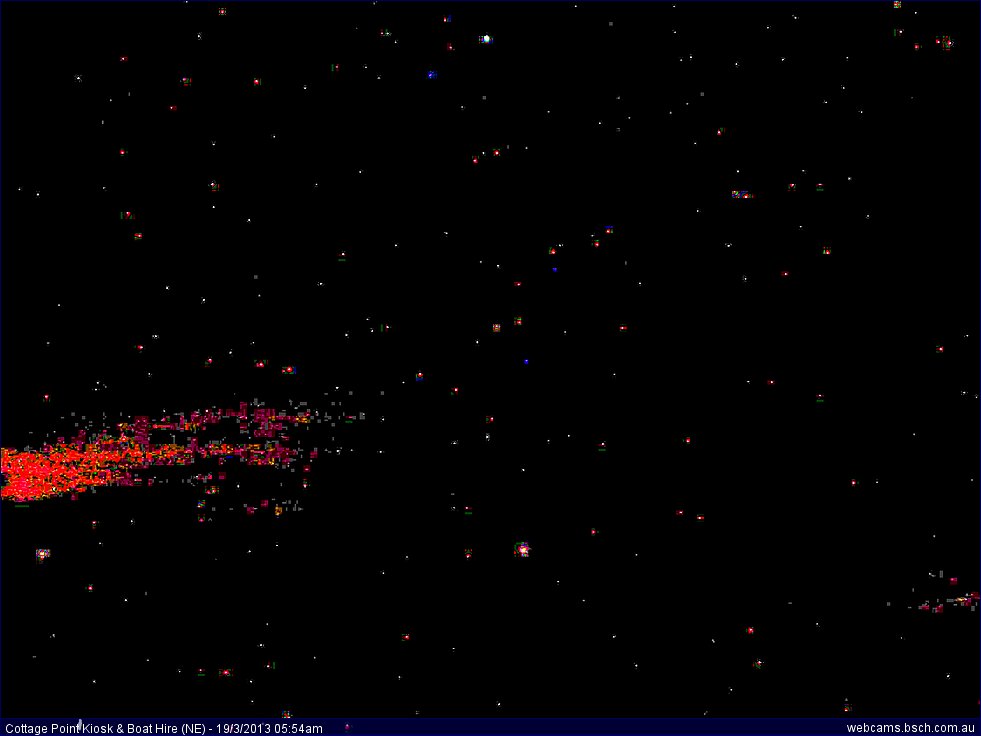 Cottage Point Kiosk & Boat Hire (NE) - 19/3/2013 05:54am
webcams.bsch.com.au